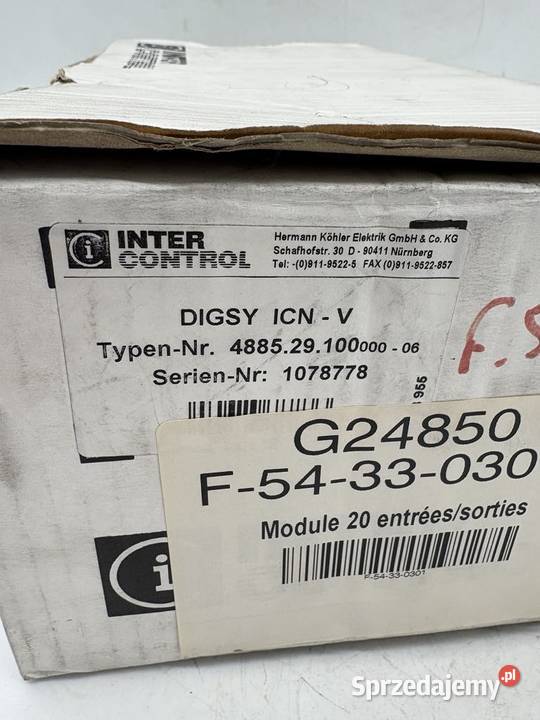 INTER
CONTROL
Hermann Köhler Elektrik GmbH & Co. KG
Schafhofstr. 30 D - 90411 Nürnberg
Tel: -(0)911-9522-5 FAX (0)911-9522-857
DIGSY ICN - V
Typen-Nr. 4885.29.100000 - 06
Serien-Nr: 1078778
G24850
F-54-33-030
Module 20 entrées/sorties
F-54-33-0301
i
Sprzedajemy.pl